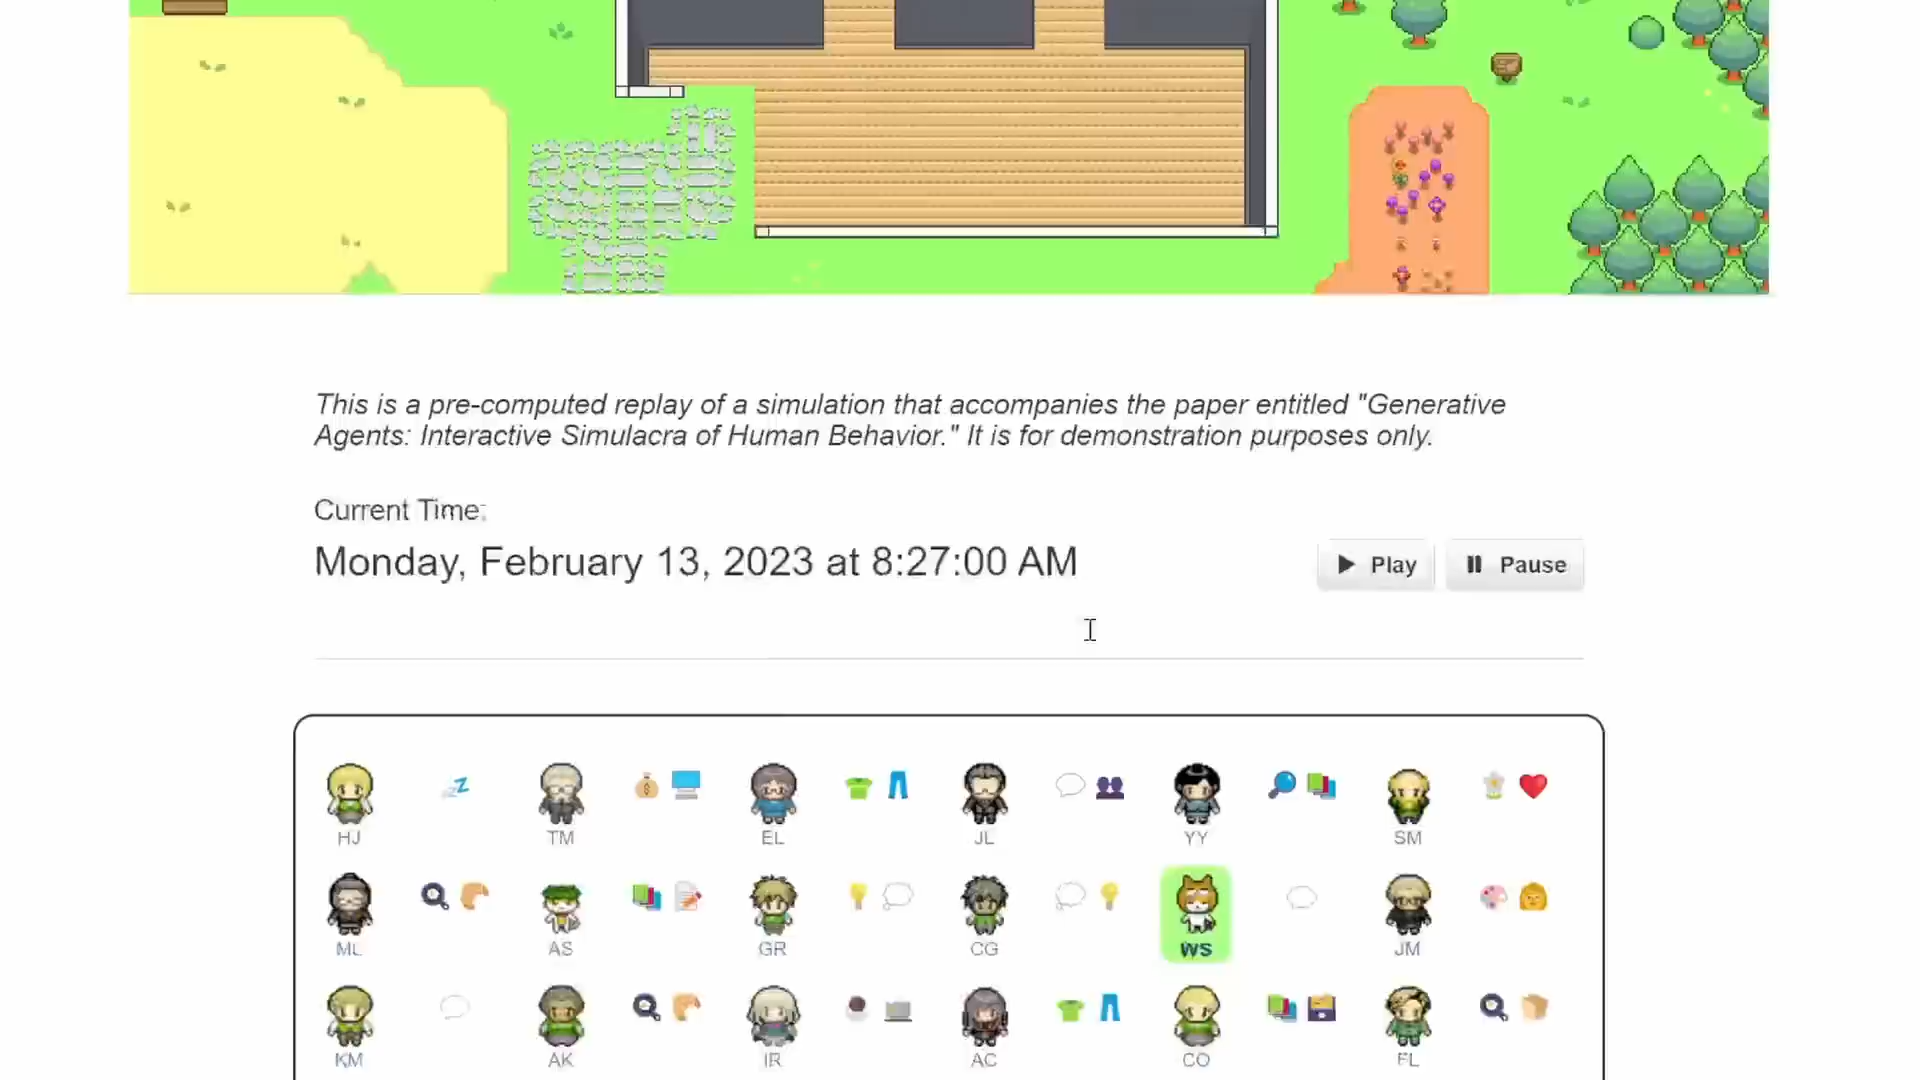 This is a pre-computed replay of a simulation that accompanies the paper entitled "Generative
Agents: Interactive Simulacra of Human Behavior." It is for demonstration purposes only.
Current Time:
Monday, February 13, 2023 at 8:27:00 AM
Play
Pause
HJ
TM
EL
JL
YY
SM
ML
AS
GR
CG
WS
JM
KM
AK
IR
AC
CO
FL